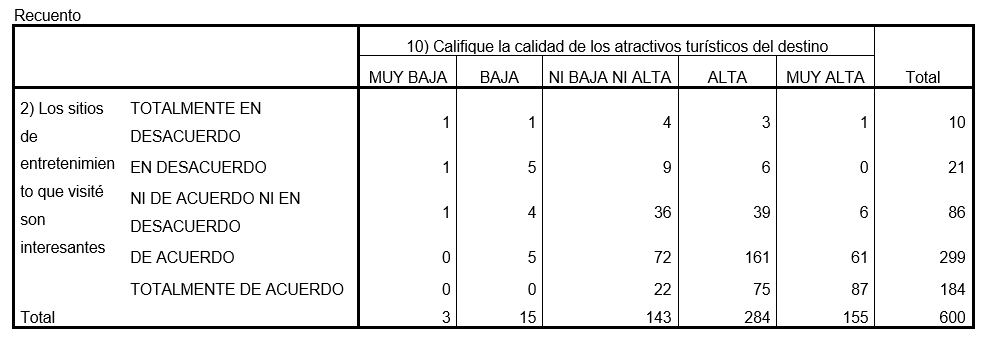 Recuento
10) Califique la calidad de los atractivos turísticos del destino
MUY BAJA BAJA NI BAJA NI ALTA ALTA MUY ALTA Total
2) Los sitios
de
entretenimien
to que visité
son
interesantes
TOTALMENTE EN
DESACUERDO
1 1 4 3 1 10
EN DESACUERDO 1 5 9 6 0 21
NI DE ACUERDO NI EN
DESACUERDO
1 4 36 39 6 86
DE ACUERDO 0 5 72 161 61 299
TOTALMENTE DE ACUERDO 0 0 22 75 87 184
Total 3 15 143 284 155 600